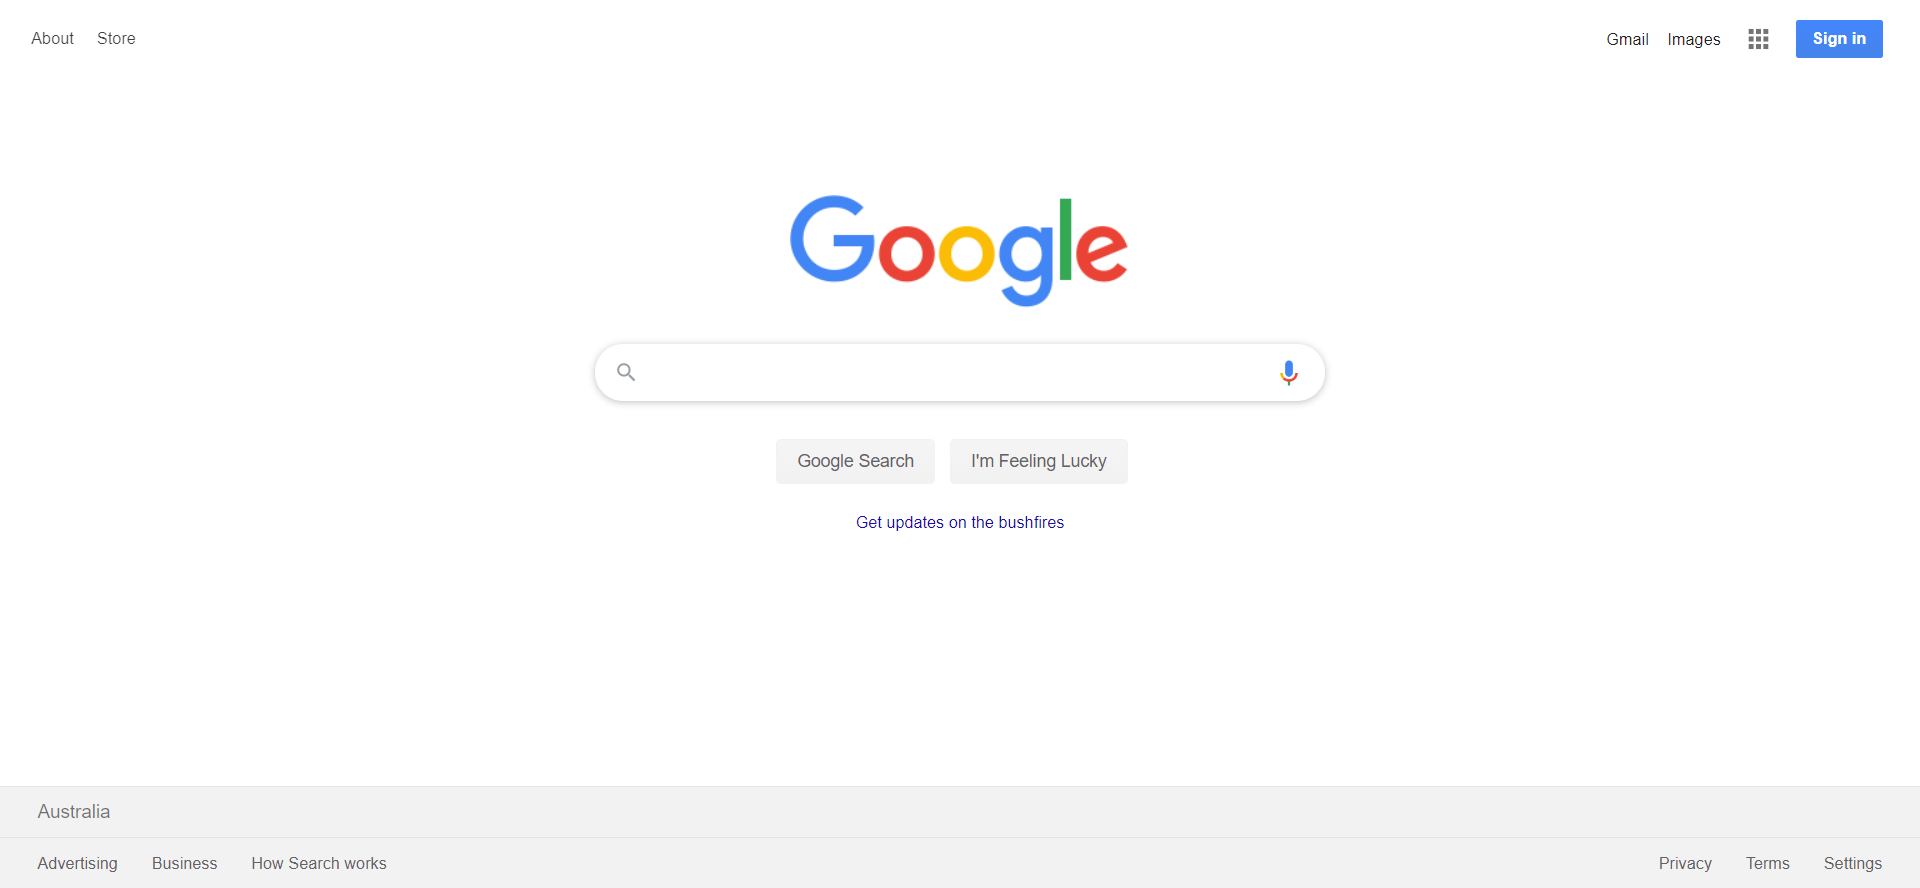 About Store Gmail Images Sign in
Google
Google Search I'm Feeling Lucky
Get updates on the bushfires
Australia
Advertising Business How Search works Privacy Terms Settings